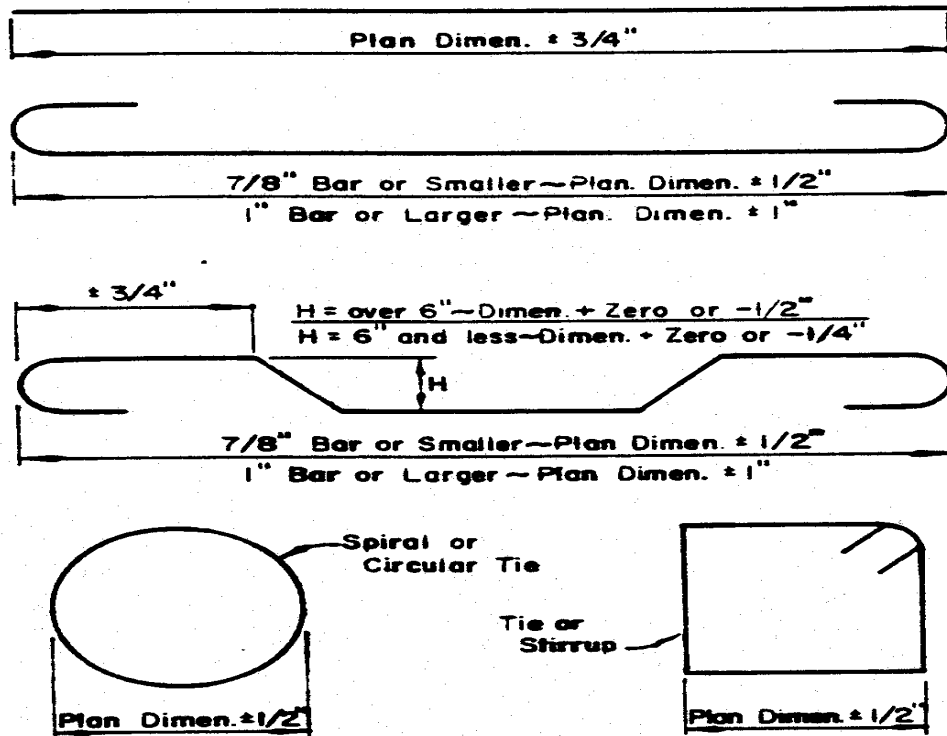 Plan Dimen. ± 3/4"
7/8" Bar or Smaller~Plan. Dimen. ± 1/2"
1" Bar or Larger ~ Plan. Dimen. ± 1"
± 3/4"
H = over 6"~Dimen. + Zero or -1/2"
H = 6" and less~Dimen. + Zero or -1/4"
H
7/8" Bar or Smaller~Plan Dimen. ± 1/2"
1" Bar or Larger ~ Plan Dimen. ± 1"
Spiral or
Circular Tie
Tie or
Stirrup
Plan Dimen. ± 1/2"
Plan Dimen. ± 1/2"